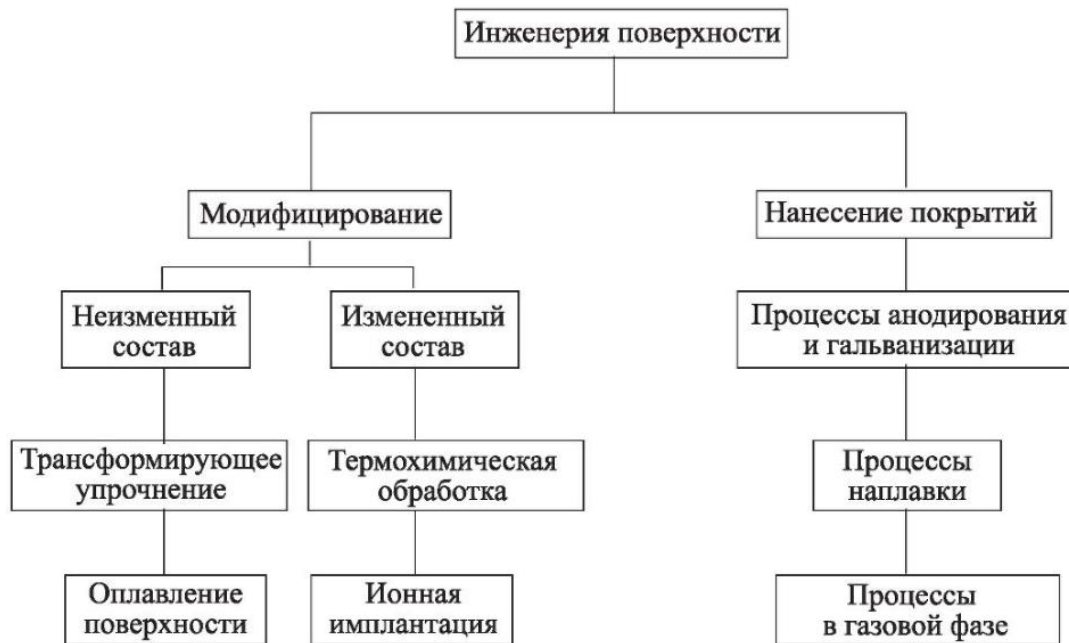 Инженерия поверхности
Модифицирование
Нанесение покрытий
Неизменный
состав
Измененный
состав
Процессы анодирования
и гальванизации
Трансформирующее
упрочнение
Термохимическая
обработка
Процессы
наплавки
Оплавление
поверхности
Ионная
имплантация
Процессы
в газовой фазе